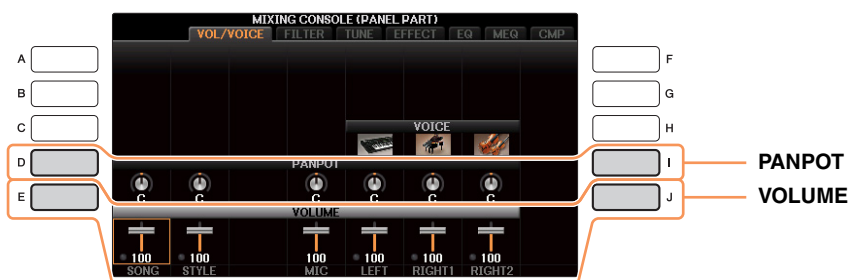 MIXING CONSOLE (PANEL PART)
VOL/VOICE FILTER TUNE EFFECT EQ MEQ CMP
A F
B G
C VOICE H
D PANPOT I PANPOT
C C C C C C
E VOLUME J VOLUME
100 100 100 100 100 100
SONG STYLE MIC LEFT RIGHT1 RIGHT2